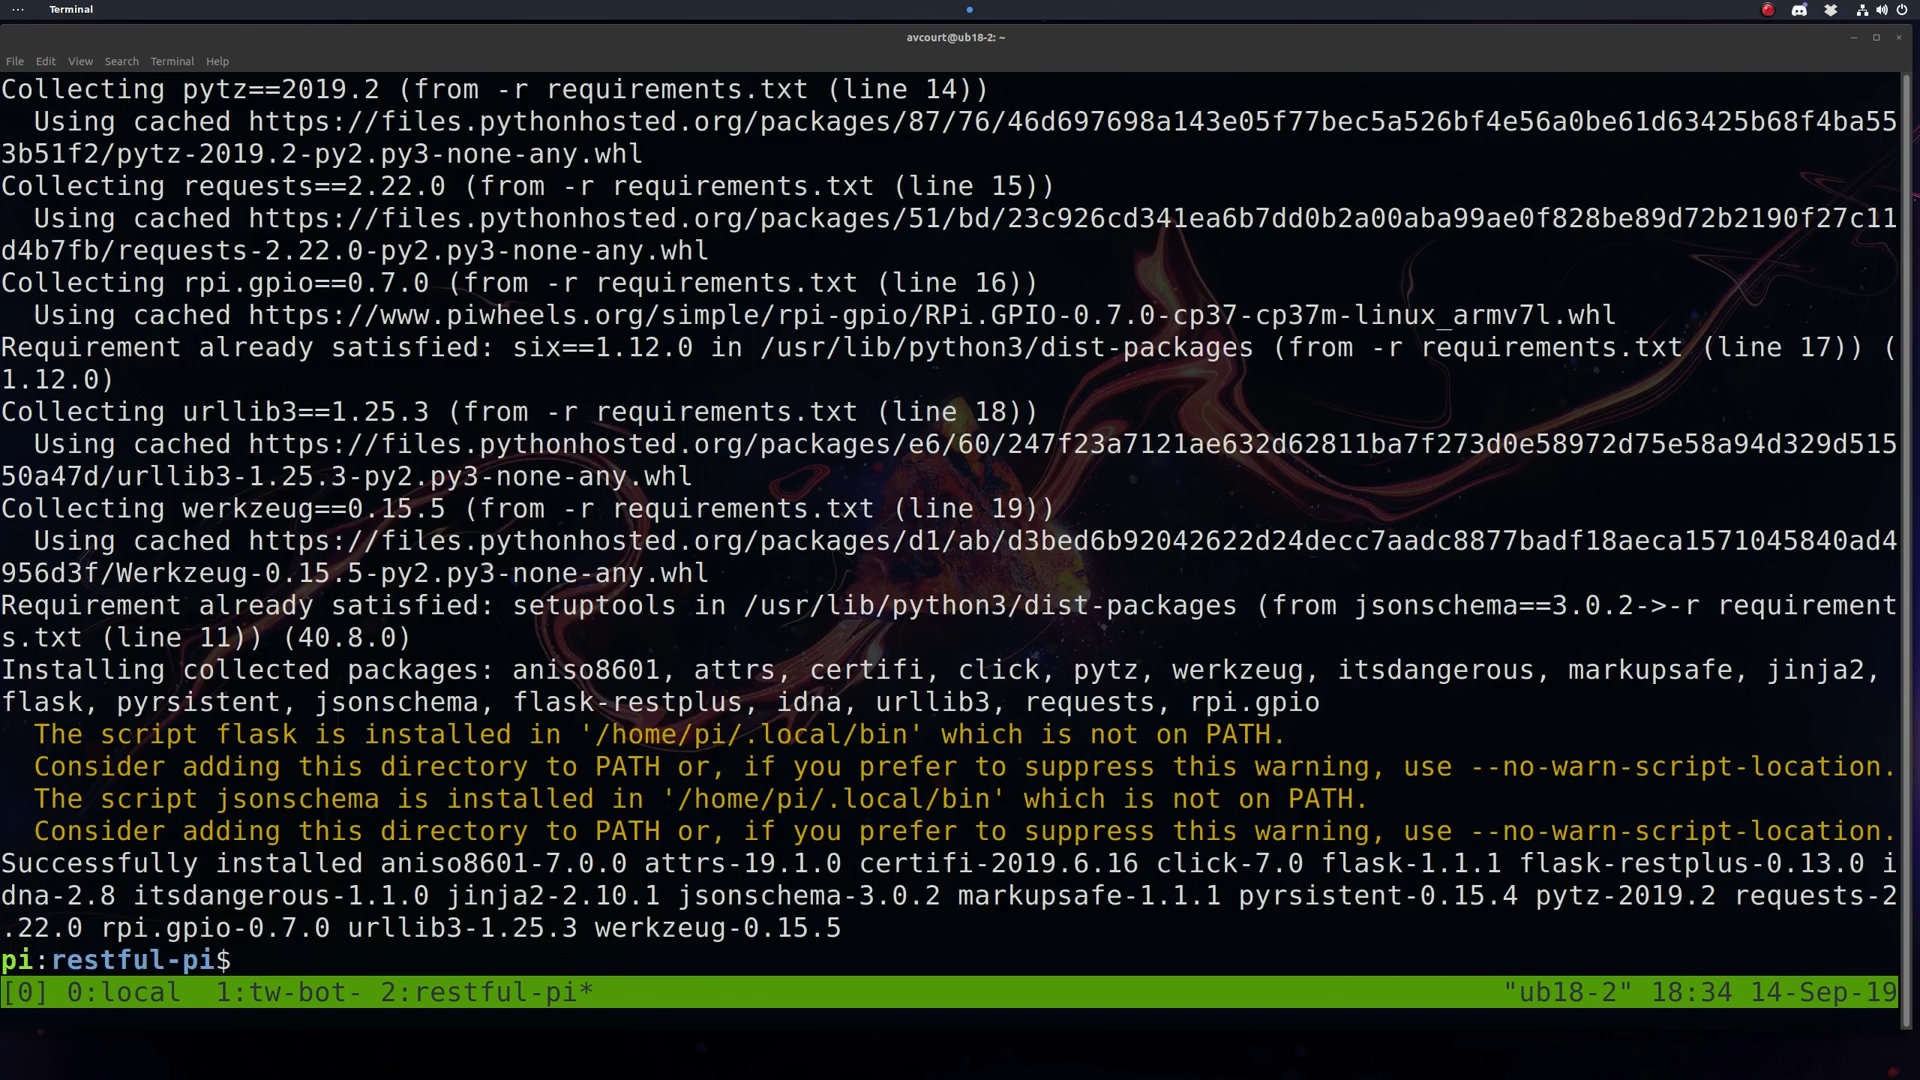 Terminal
avcourt@ub18-2: ~
File Edit View Search Terminal Help
Collecting pytz==2019.2 (from -r requirements.txt (line 14))
  Using cached https://files.pythonhosted.org/packages/87/76/46d697698a143e05f77bec5a526bf4e56a0be61d63425b68f4ba55
3b51f2/pytz-2019.2-py2.py3-none-any.whl
Collecting requests==2.22.0 (from -r requirements.txt (line 15))
  Using cached https://files.pythonhosted.org/packages/51/bd/23c926cd341ea6b7dd0b2a00aba99ae0f828be89d72b2190f27c11
d4b7fb/requests-2.22.0-py2.py3-none-any.whl
Collecting rpi.gpio==0.7.0 (from -r requirements.txt (line 16))
  Using cached https://www.piwheels.org/simple/rpi-gpio/RPi.GPIO-0.7.0-cp37-cp37m-linux_armv7l.whl
Requirement already satisfied: six==1.12.0 in /usr/lib/python3/dist-packages (from -r requirements.txt (line 17)) (
1.12.0)
Collecting urllib3==1.25.3 (from -r requirements.txt (line 18))
  Using cached https://files.pythonhosted.org/packages/e6/60/247f23a7121ae632d62811ba7f273d0e58972d75e58a94d329d515
50a47d/urllib3-1.25.3-py2.py3-none-any.whl
Collecting werkzeug==0.15.5 (from -r requirements.txt (line 19))
  Using cached https://files.pythonhosted.org/packages/d1/ab/d3bed6b92042622d24decc7aadc8877badf18aeca1571045840ad4
956d3f/Werkzeug-0.15.5-py2.py3-none-any.whl
Requirement already satisfied: setuptools in /usr/lib/python3/dist-packages (from jsonschema==3.0.2->-r requirement
s.txt (line 11)) (40.8.0)
Installing collected packages: aniso8601, attrs, certifi, click, pytz, werkzeug, itsdangerous, markupsafe, jinja2,
flask, pyrsistent, jsonschema, flask-restplus, idna, urllib3, requests, rpi.gpio
  The script flask is installed in '/home/pi/.local/bin' which is not on PATH.
  Consider adding this directory to PATH or, if you prefer to suppress this warning, use --no-warn-script-location.
  The script jsonschema is installed in '/home/pi/.local/bin' which is not on PATH.
  Consider adding this directory to PATH or, if you prefer to suppress this warning, use --no-warn-script-location.
Successfully installed aniso8601-7.0.0 attrs-19.1.0 certifi-2019.6.16 click-7.0 flask-1.1.1 flask-restplus-0.13.0 i
dna-2.8 itsdangerous-1.1.0 jinja2-2.10.1 jsonschema-3.0.2 markupsafe-1.1.1 pyrsistent-0.15.4 pytz-2019.2 requests-2
.22.0 rpi.gpio-0.7.0 urllib3-1.25.3 werkzeug-0.15.5
pi:restful-pi$
[0] 0:local  1:tw-bot- 2:restful-pi* "ub18-2" 18:34 14-Sep-19